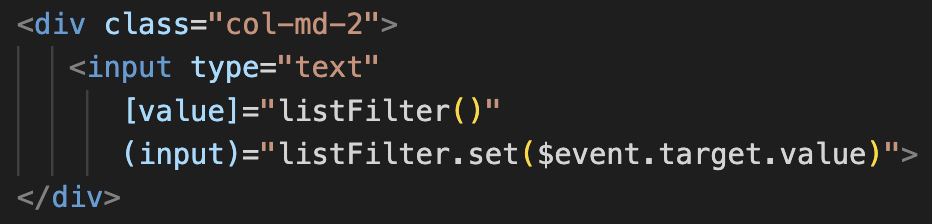 <div class="col-md-2">
<input type="text"
[value]="listFilter()"
(input)="listFilter.set($event.target.value)">
</div>